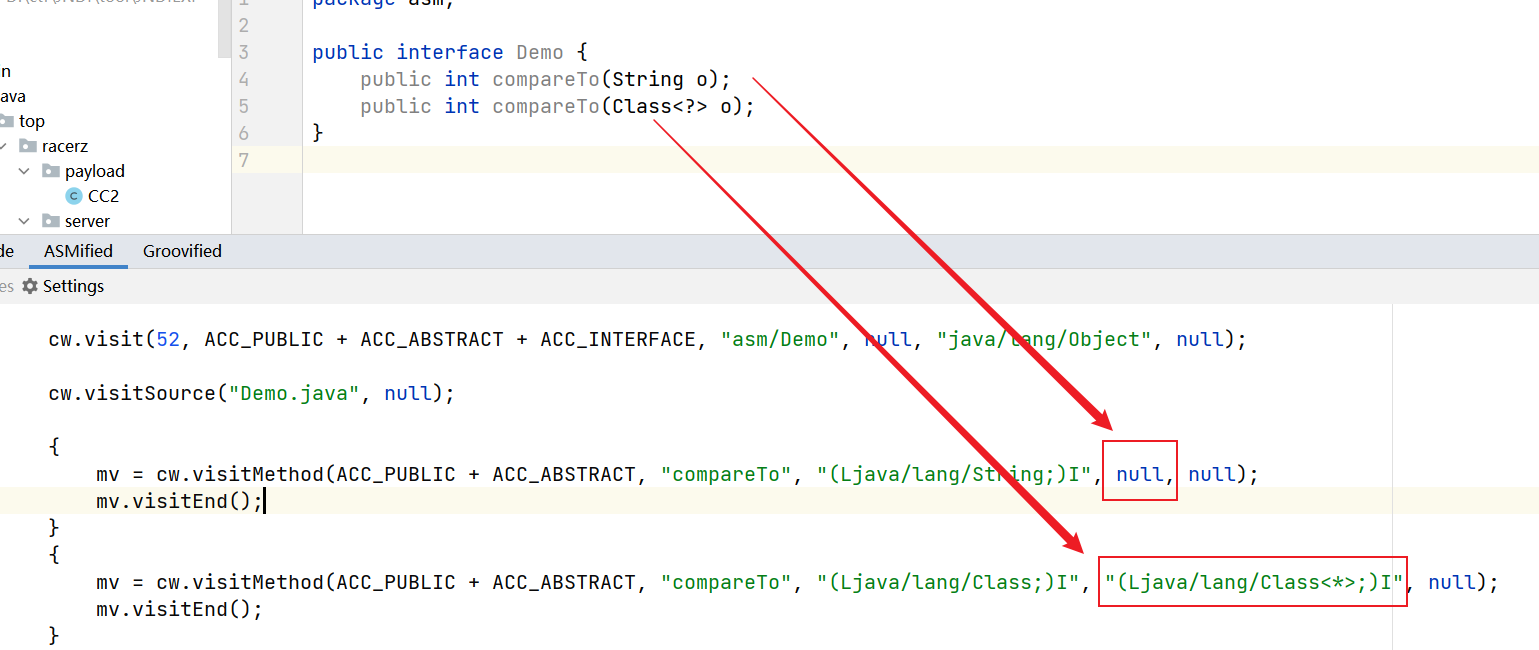 1 package asm;
2
3 public interface Demo {
4 public int compareTo(String o);
5 public int compareTo(Class<?> o);
6 }
7
n
ava
top
racerz
payload
C CC2
server
de ASMified Groovified
es Settings
cw.visit(52, ACC_PUBLIC + ACC_ABSTRACT + ACC_INTERFACE, "asm/Demo", null, "java/lang/Object", null);
cw.visitSource("Demo.java", null);
{
mv = cw.visitMethod(ACC_PUBLIC + ACC_ABSTRACT, "compareTo", "(Ljava/lang/String;)I", null, null);
mv.visitEnd();
}
{
mv = cw.visitMethod(ACC_PUBLIC + ACC_ABSTRACT, "compareTo", "(Ljava/lang/Class;)I", "(Ljava/lang/Class<*>;)I", null);
mv.visitEnd();
}